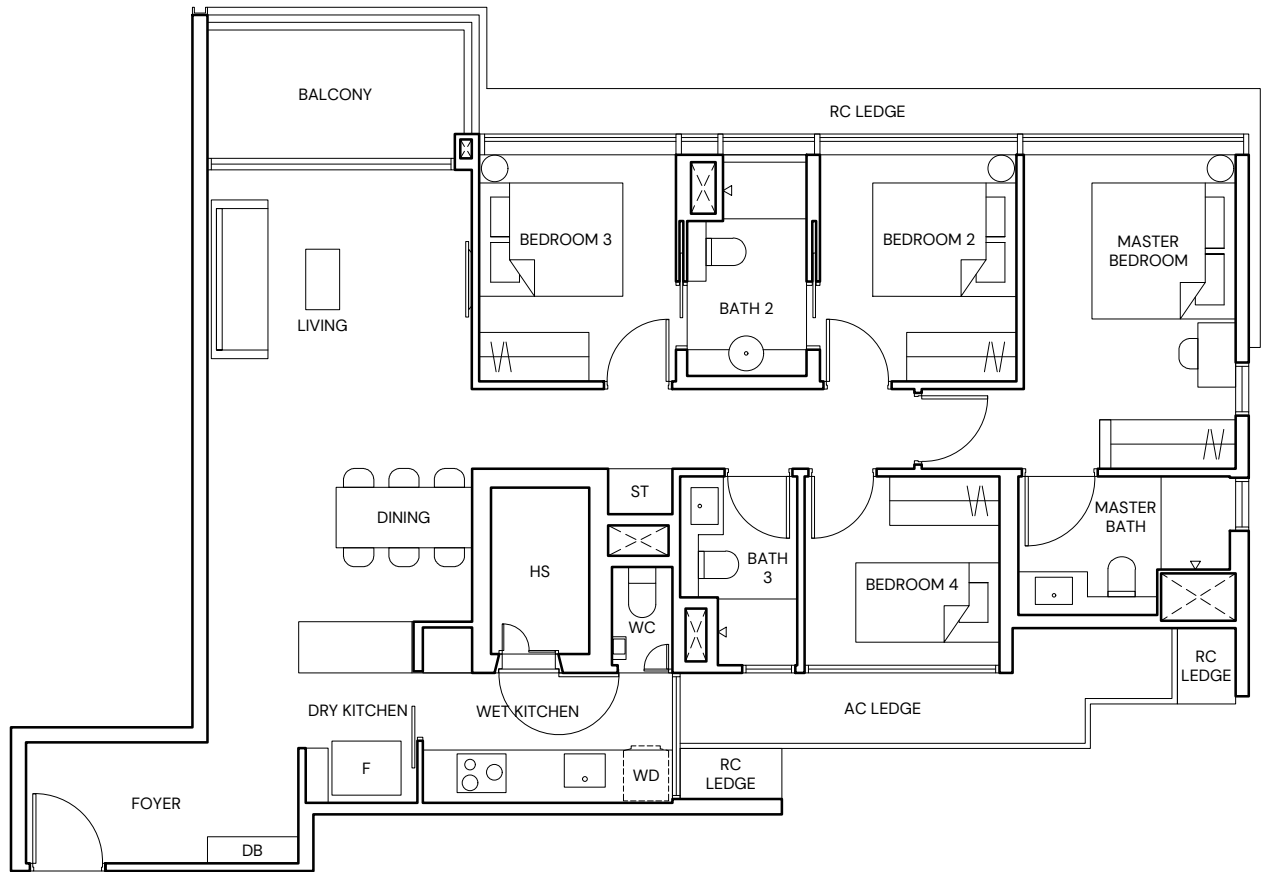 BALCONY
RC LEDGE
BEDROOM 3
BEDROOM 2
MASTER
BEDROOM
BATH 2
LIVING
ST
MASTER
BATH
DINING
BATH
3
HS
BEDROOM 4
WC
RC
LEDGE
DRY KITCHEN
WET KITCHEN
AC LEDGE
F
WD
RC
LEDGE
FOYER
DB